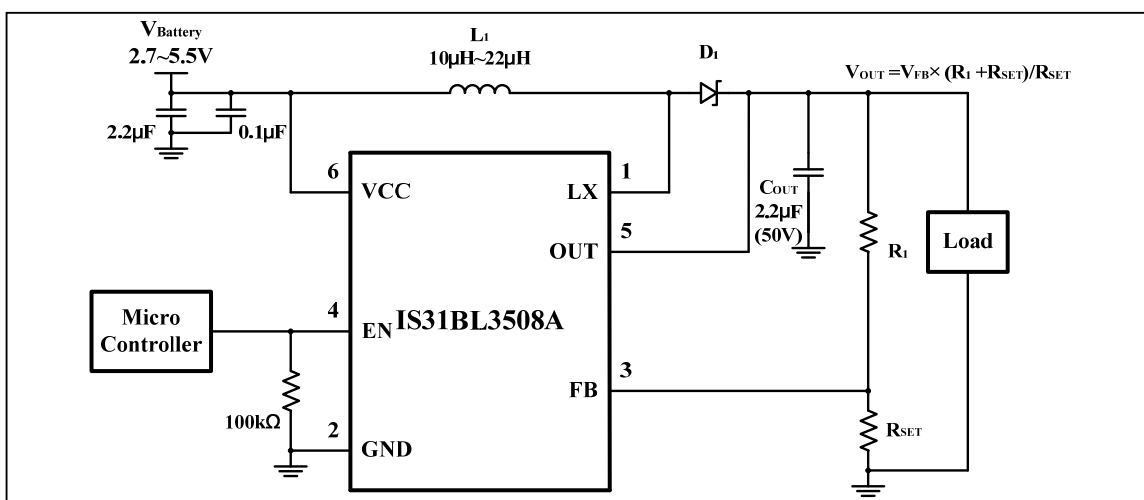 VBattery
2.7~5.5V
L1
10µH~22µH
D1
VOUT =VFB× (R1 +RSET)/RSET
2.2µF
0.1µF
6
VCC
1
LX
COUT
2.2µF
(50V)
5
OUT
R1
Load
Micro
Controller
4
EN
IS31BL3508A
3
FB
100kΩ
2
GND
RSET